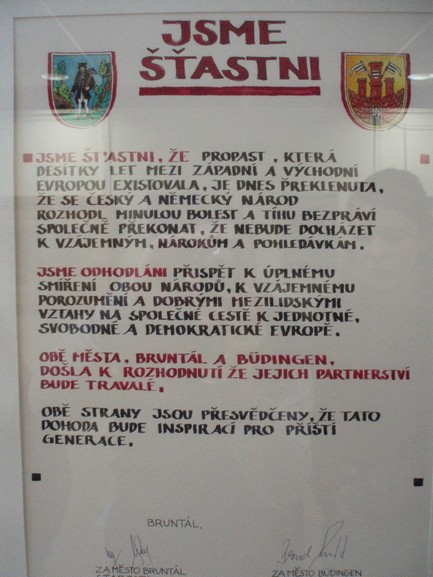 JSME
ŠŤASTNI
JSME ŠŤASTNI, ŽE PROPAST, KTERÁ
DESÍTKY LET MEZI ZÁPADNÍ A VÝCHODNÍ
EVROPOU EXISTOVALA, JE DNES PŘEKLENUTA,
ŽE SE ČESKÝ A NĚMECKÝ NÁROD
ROZHODL MINULOU BOLEST A TÍHU BEZPRÁVÍ
SPOLEČNĚ PŘEKONAT, ŽE NEBUDE DOCHÁZET
K VZÁJEMNÝM, NÁROKŮM A POHLEDÁVKÁM.
JSME ODHODLÁNI PŘISPĚT K ÚPLNÉMU
SMÍŘENÍ OBOU NÁRODŮ, K VZÁJEMNÉMU
POROZUMĚNÍ A DOBRÝMI MEZILIDSKÝMI
VZTAHY NA SPOLEČNÉ CESTĚ K JEDNOTNÉ,
SVOBODNÉ A DEMOKRATICKÉ EVROPĚ.
OBĚ MĚSTA, BRUNTÁL A BÜDINGEN,
DOŠLA K ROZHODNUTÍ ŽE JEJICH PARTNERSTVÍ
BUDE TRAVALÉ.
OBĚ STRANY JSOU PŘESVĚDČENY, ŽE TATO
DOHODA BUDE INSPIRACÍ PRO PŘÍŠTÍ
GENERACE.
BRUNTÁL,
ZA MĚSTO BRUNTÁL
ZA MĚSTO BÜDINGEN